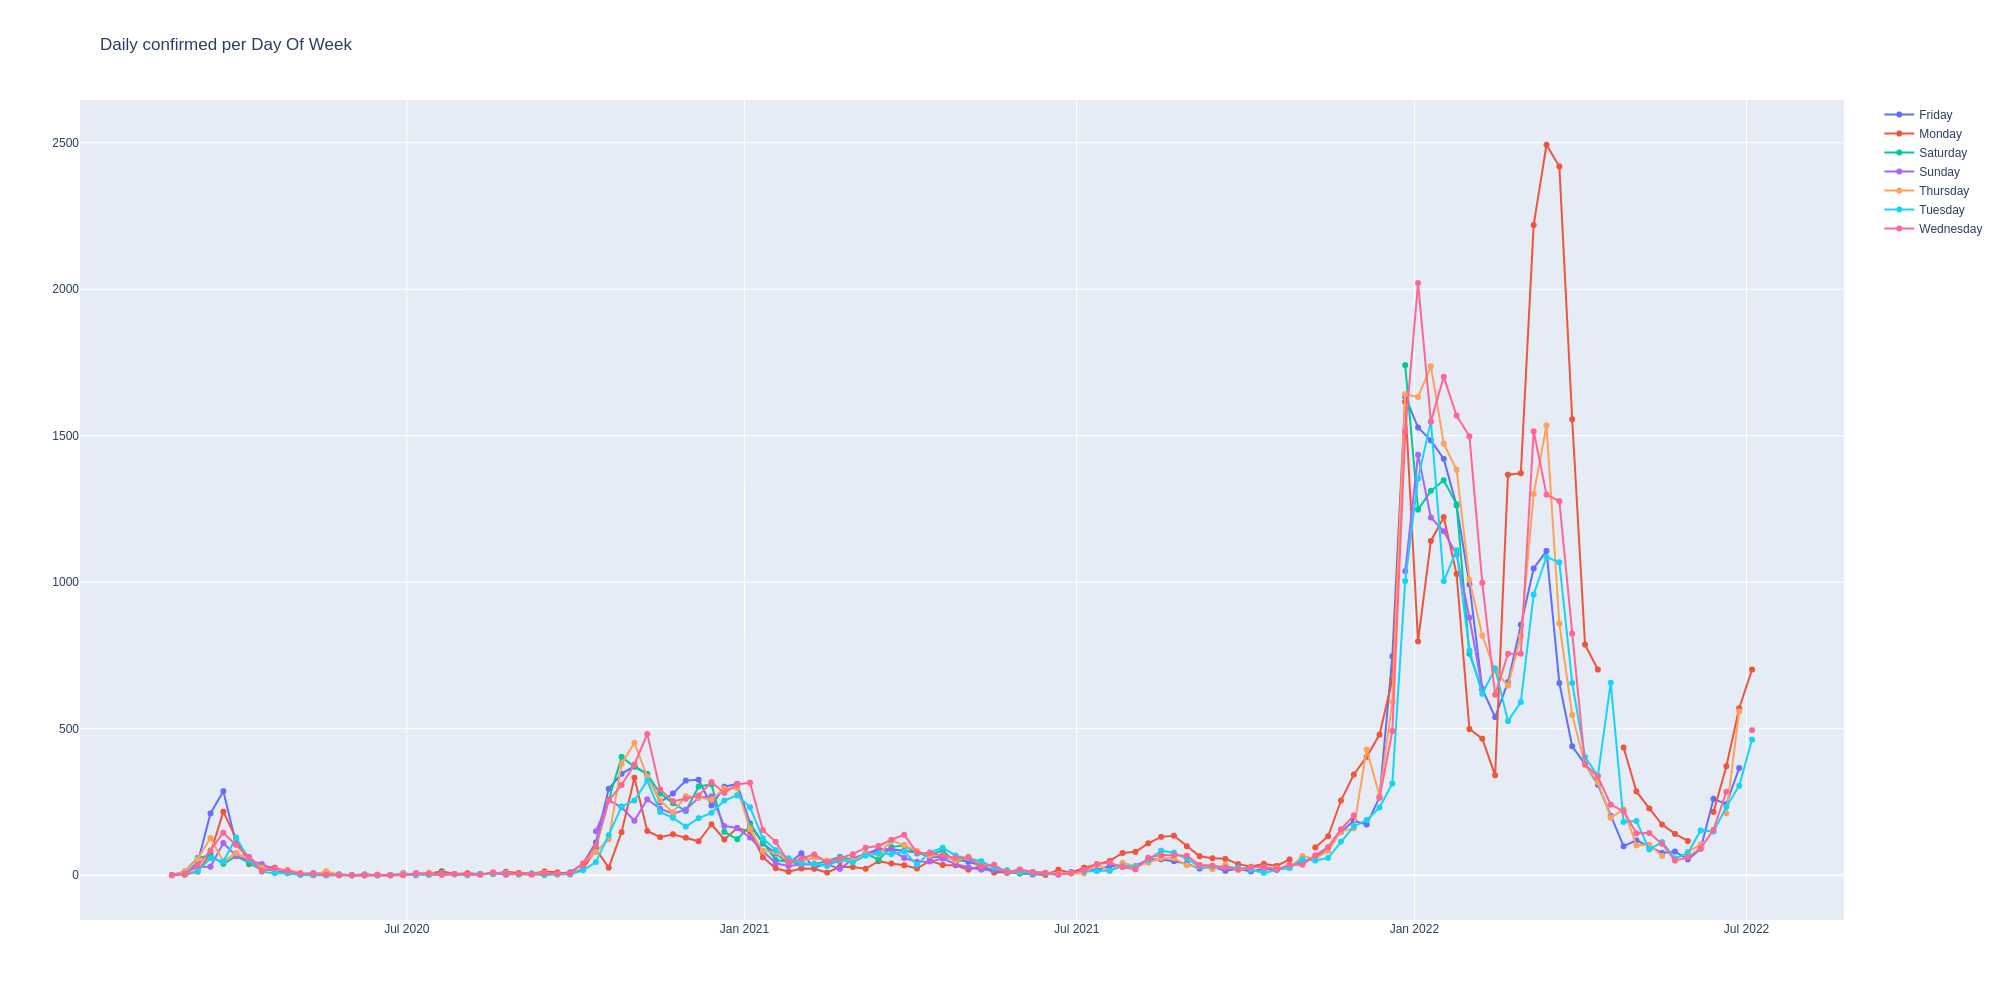 Daily confirmed per Day Of Week
2500
2000
1500
1000
500
0
Jul 2020
Jan 2021
Jul 2021
Jan 2022
Jul 2022
Friday
Monday
Saturday
Sunday
Thursday
Tuesday
Wednesday